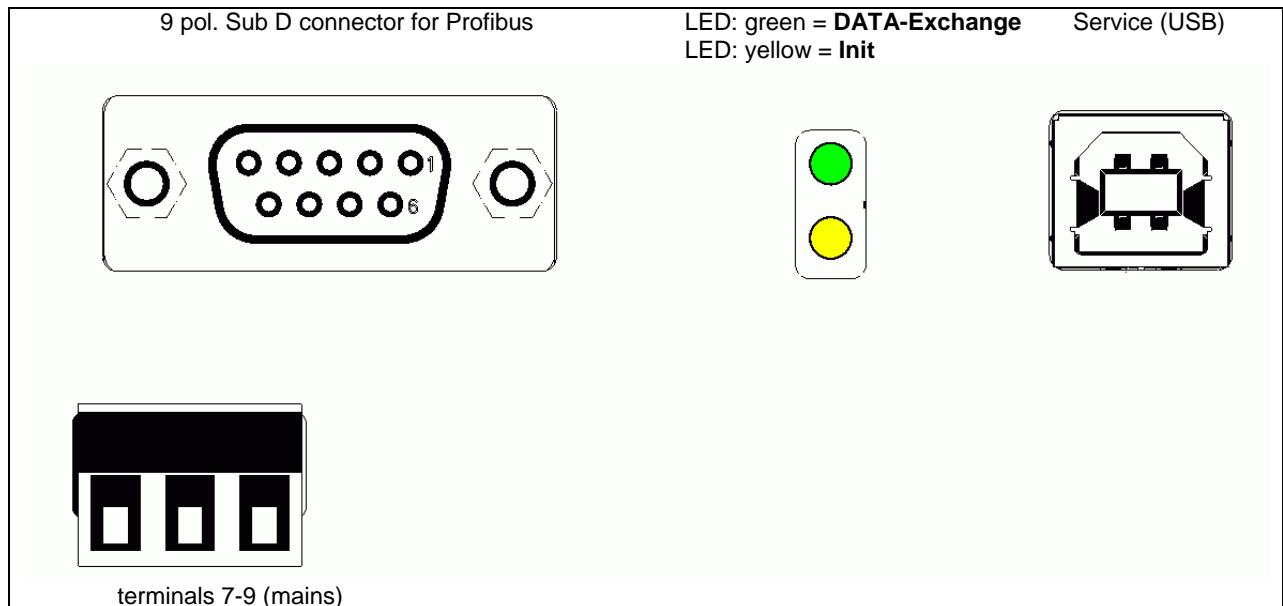 9 pol. Sub D connector for Profibus
LED: green = DATA-Exchange
LED: yellow = Init
Service (USB)
1
6
terminals 7-9 (mains)